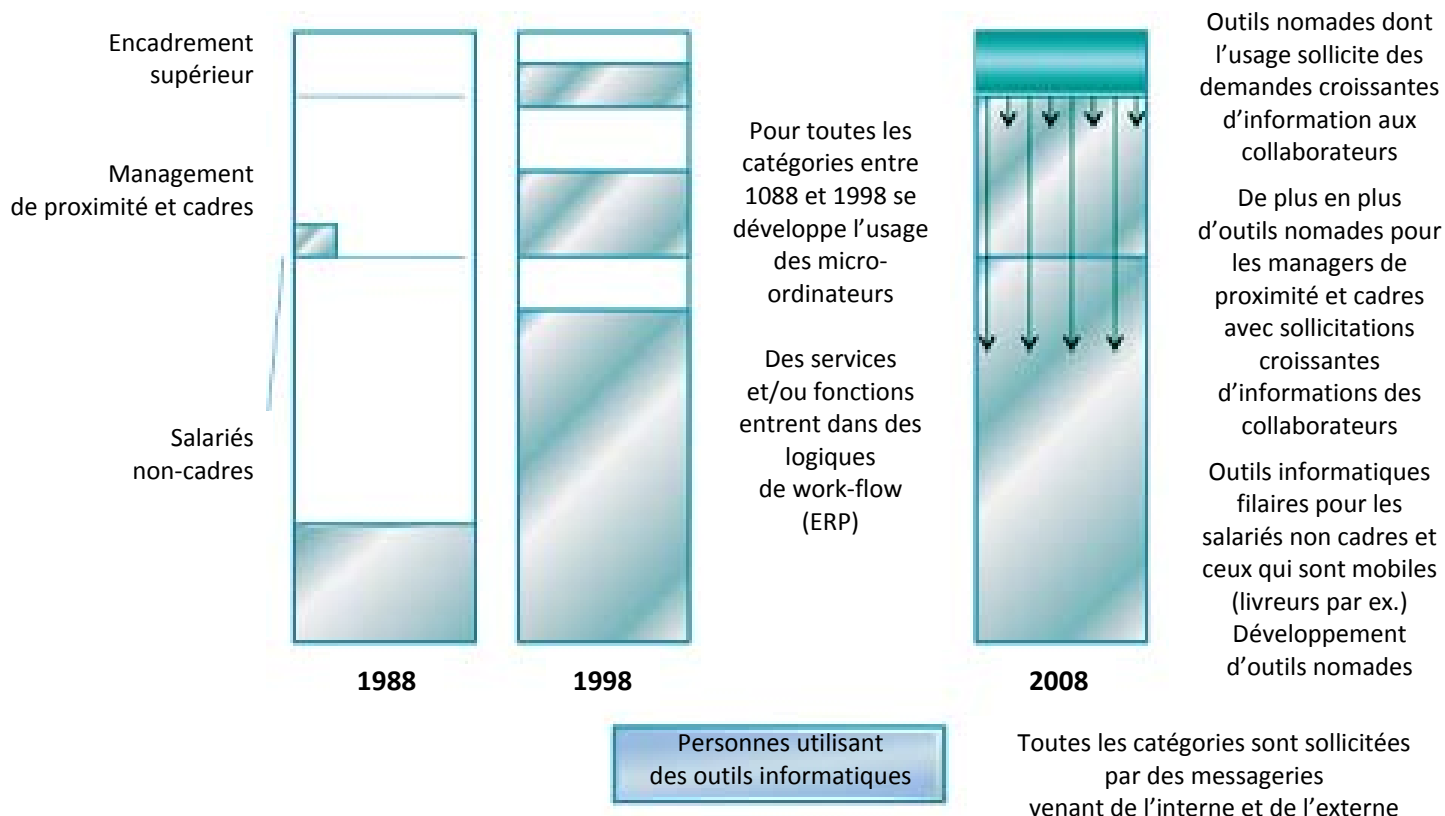 Encadrement
supérieur
Management
de proximité et cadres
Salariés
non-cadres
Pour toutes les
catégories entre
1088 et 1998 se
développe l’usage
des micro-
ordinateurs
Des services
et/ou fonctions
entrent dans des
logiques
de work-flow
(ERP)
Outils nomades dont
l’usage sollicite des
demandes croissantes
d’information aux
collaborateurs
De plus en plus
d’outils nomades pour
les managers de
proximité et cadres
avec sollicitations
croissantes
d’informations des
collaborateurs
Outils informatiques
filaires pour les
salariés non cadres et
ceux qui sont mobiles
(livreurs par ex.)
Développement
d’outils nomades
1988
1998
2008
Personnes utilisant
des outils informatiques
Toutes les catégories sont sollicitées
par des messageries
venant de l’interne et de l’externe